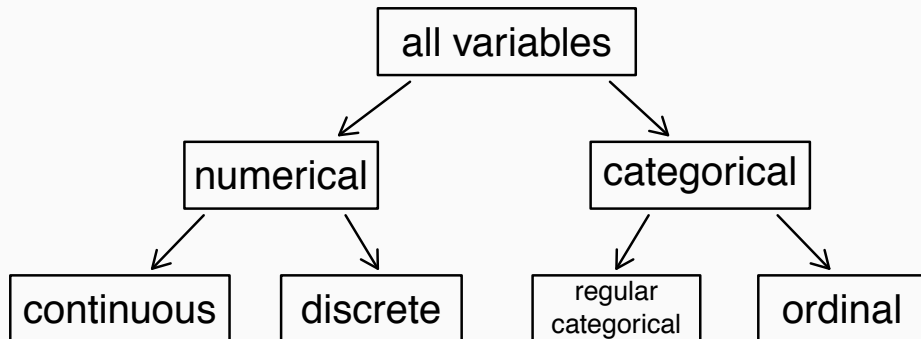 all variables
numerical
categorical
continuous
discrete
regular
categorical
ordinal